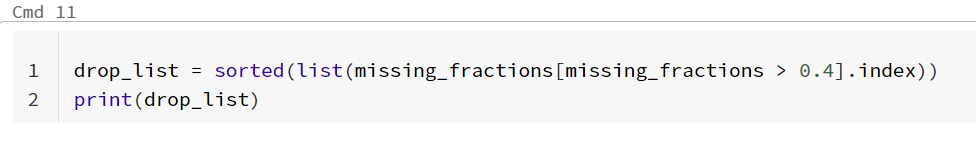 Cmd 11
1 drop_list = sorted(list(missing_fractions[missing_fractions > 0.4].index))
2 print(drop_list)